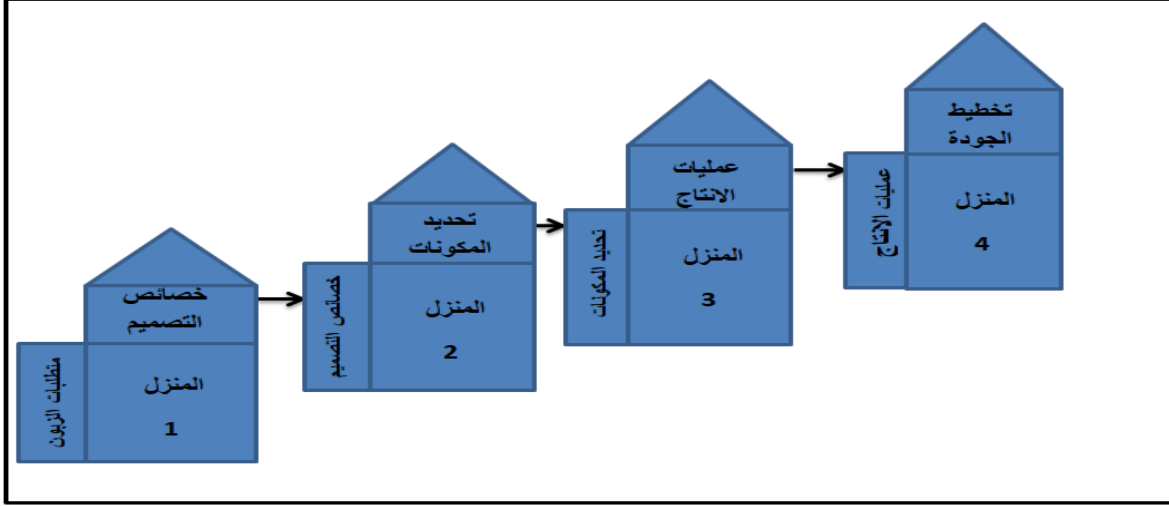 خصائص
التصميم
متطلبات الزبون
المنزل
1
تحديد
المكونات
خصائص التصميم
المنزل
2
عمليات
الانتاج
تحديد المكونات
المنزل
3
تخطيط
الجودة
عمليات الانتاج
المنزل
4